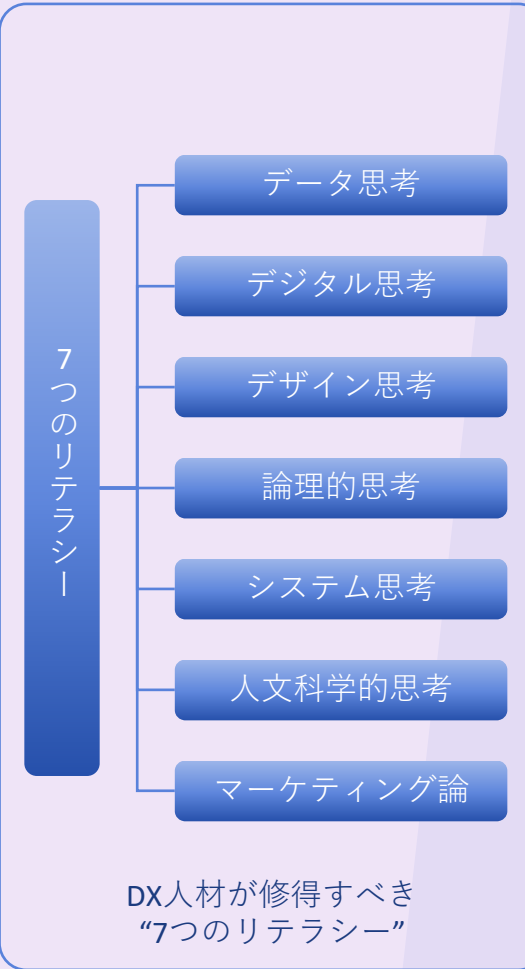 7つのリテラシー
データ思考
デジタル思考
デザイン思考
論理的思考
システム思考
人文科学的思考
マーケティング論
DX人材が修得すべき
“7つのリテラシー”